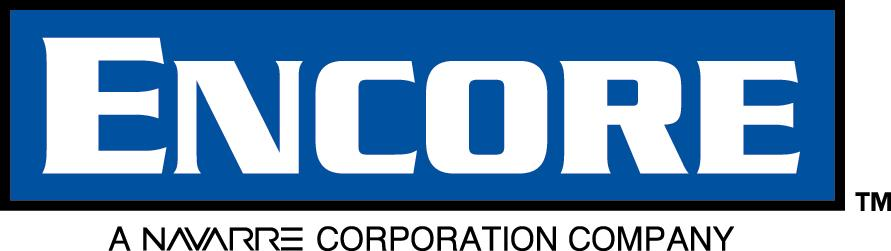 ENCORE
TM
A NAVARRE CORPORATION COMPANY